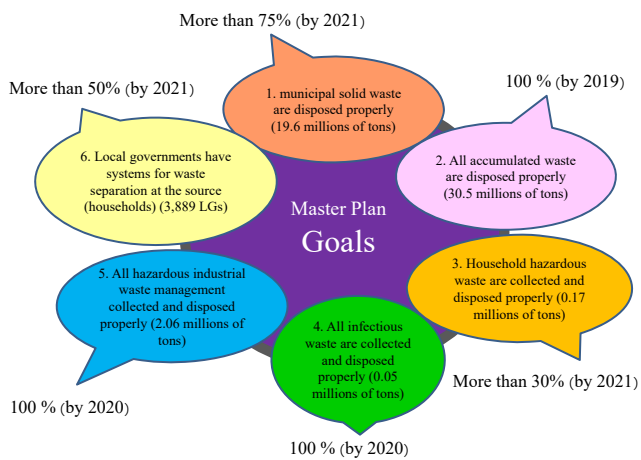 More than 75% (by 2021)
1. municipal solid waste
are disposed properly
(19.6 millions of tons)
100 % (by 2019)
2. All accumulated waste
are disposed properly
(30.5 millions of tons)
More than 50% (by 2021)
6. Local governments have
systems for waste
separation at the source
(households) (3,889 LGs)
Master Plan
Goals
3. Household hazardous
waste are collected and
disposed properly (0.17
millions of tons)
More than 30% (by 2021)
5. All hazardous industrial
waste management
collected and disposed
properly (2.06 millions of
tons)
100 % (by 2020)
4. All infectious
waste are collected
and disposed
properly (0.05
millions of tons)
100 % (by 2020)